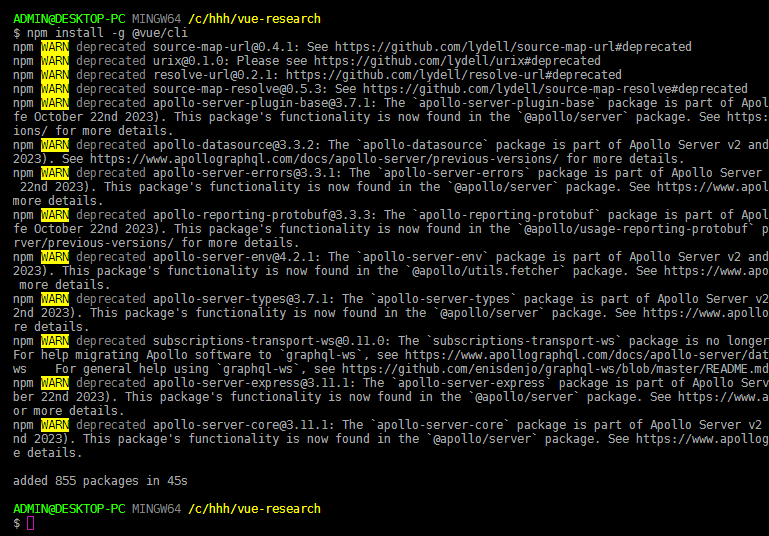 ADMIN@DESKTOP-PC MINGW64 /c/hhh/vue-research
$ npm install -g @vue/cli
npm WARN deprecated source-map-url@0.4.1: See https://github.com/lydell/source-map-url#deprecated
npm WARN deprecated urix@0.1.0: Please see https://github.com/lydell/urix#deprecated
npm WARN deprecated resolve-url@0.2.1: https://github.com/lydell/resolve-url#deprecated
npm WARN deprecated source-map-resolve@0.5.3: See https://github.com/lydell/source-map-resolve#deprecated
npm WARN deprecated apollo-server-plugin-base@3.7.1: The `apollo-server-plugin-base` package is part of Apol
fe October 22nd 2023). This package's functionality is now found in the `@apollo/server` package. See https:
ions/ for more details.
npm WARN deprecated apollo-datasource@3.3.2: The `apollo-datasource` package is part of Apollo Server v2 and
2023). See https://www.apollographql.com/docs/apollo-server/previous-versions/ for more details.
npm WARN deprecated apollo-server-errors@3.3.1: The `apollo-server-errors` package is part of Apollo Server
22nd 2023). This package's functionality is now found in the `@apollo/server` package. See https://www.apol
more details.
npm WARN deprecated apollo-reporting-protobuf@3.3.3: The `apollo-reporting-protobuf` package is part of Apol
fe October 22nd 2023). This package's functionality is now found in the `@apollo/usage-reporting-protobuf` p
rver/previous-versions/ for more details.
npm WARN deprecated apollo-server-env@4.2.1: The `apollo-server-env` package is part of Apollo Server v2 and
2023). This package's functionality is now found in the `@apollo/utils.fetcher` package. See https://www.apo
more details.
npm WARN deprecated apollo-server-types@3.7.1: The `apollo-server-types` package is part of Apollo Server v2
2nd 2023). This package's functionality is now found in the `@apollo/server` package. See https://www.apollo
re details.
npm WARN deprecated subscriptions-transport-ws@0.11.0: The `subscriptions-transport-ws` package is no longer
For help migrating Apollo software to `graphql-ws`, see https://www.apollographql.com/docs/apollo-server/dat
ws    For general help using `graphql-ws`, see https://github.com/enisdenjo/graphql-ws/blob/master/README.md
npm WARN deprecated apollo-server-express@3.11.1: The `apollo-server-express` package is part of Apollo Serv
ber 22nd 2023). This package's functionality is now found in the `@apollo/server` package. See https://www.a
or more details.
npm WARN deprecated apollo-server-core@3.11.1: The `apollo-server-core` package is part of Apollo Server v2
nd 2023). This package's functionality is now found in the `@apollo/server` package. See https://www.apollog
e details.
added 855 packages in 45s
ADMIN@DESKTOP-PC MINGW64 /c/hhh/vue-research
$